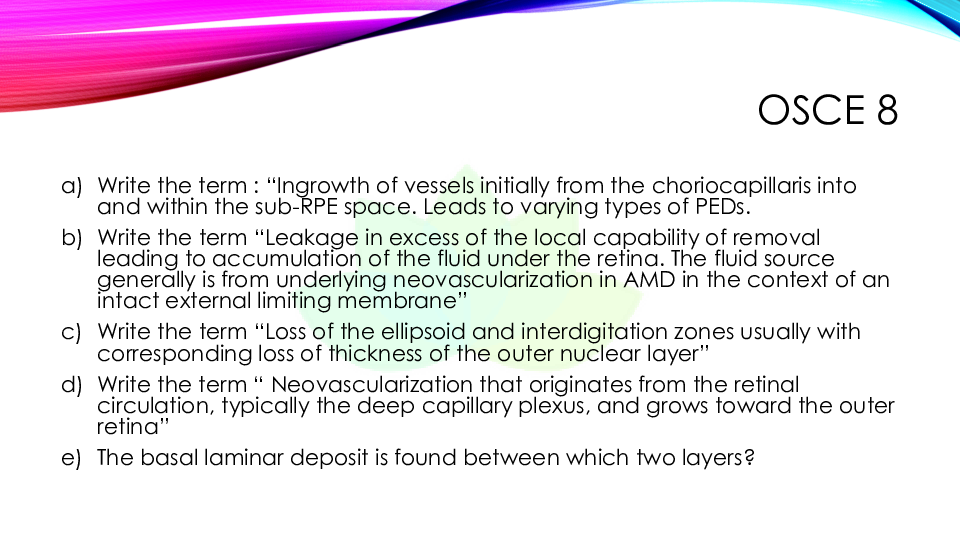 OSCE 8
a) Write the term : “Ingrowth of vessels initially from the choriocapillaris into
and within the sub-RPE space. Leads to varying types of PEDs.
b) Write the term “Leakage in excess of the local capability of removal
leading to accumulation of the fluid under the retina. The fluid source
generally is from underlying neovascularization in AMD in the context of an
intact external limiting membrane”
c) Write the term “Loss of the ellipsoid and interdigitation zones usually with
corresponding loss of thickness of the outer nuclear layer”
d) Write the term “ Neovascularization that originates from the retinal
circulation, typically the deep capillary plexus, and grows toward the outer
retina”
e) The basal laminar deposit is found between which two layers?